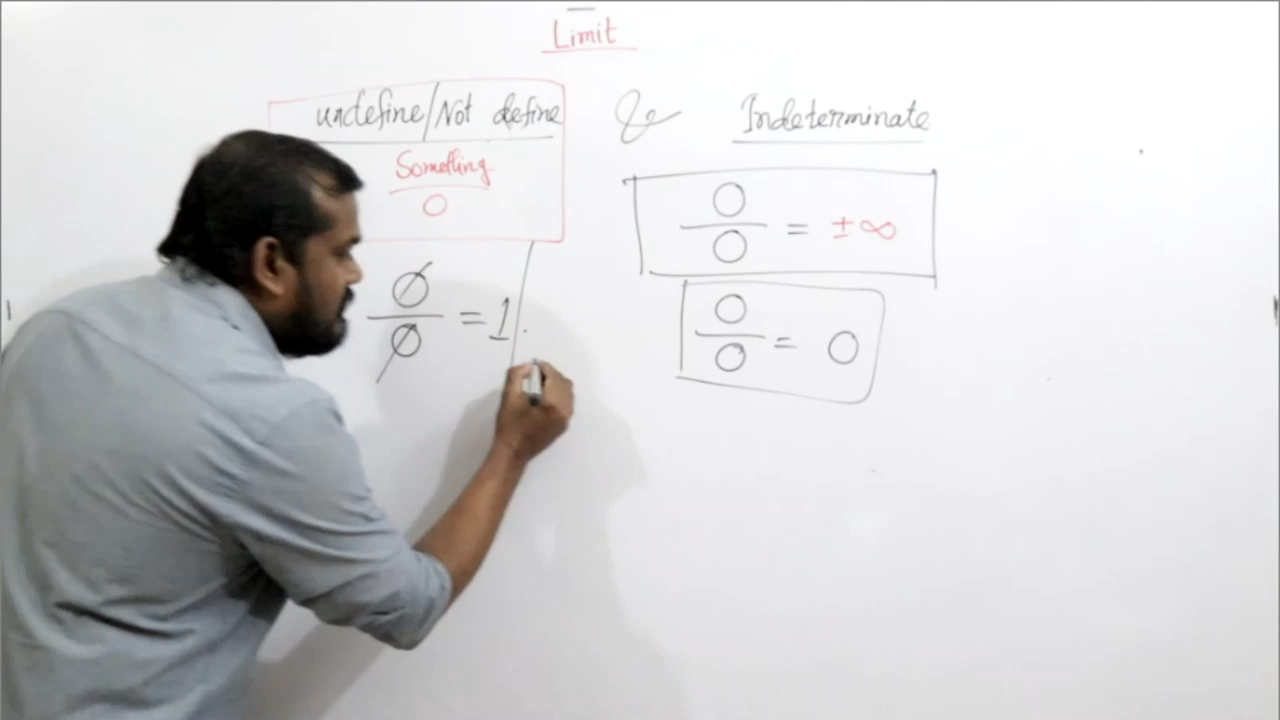 Limit
undefine/Not define & Indeterminate
Something
0
0/0 = ±∞
0/0 = 1.
0/0 = 0